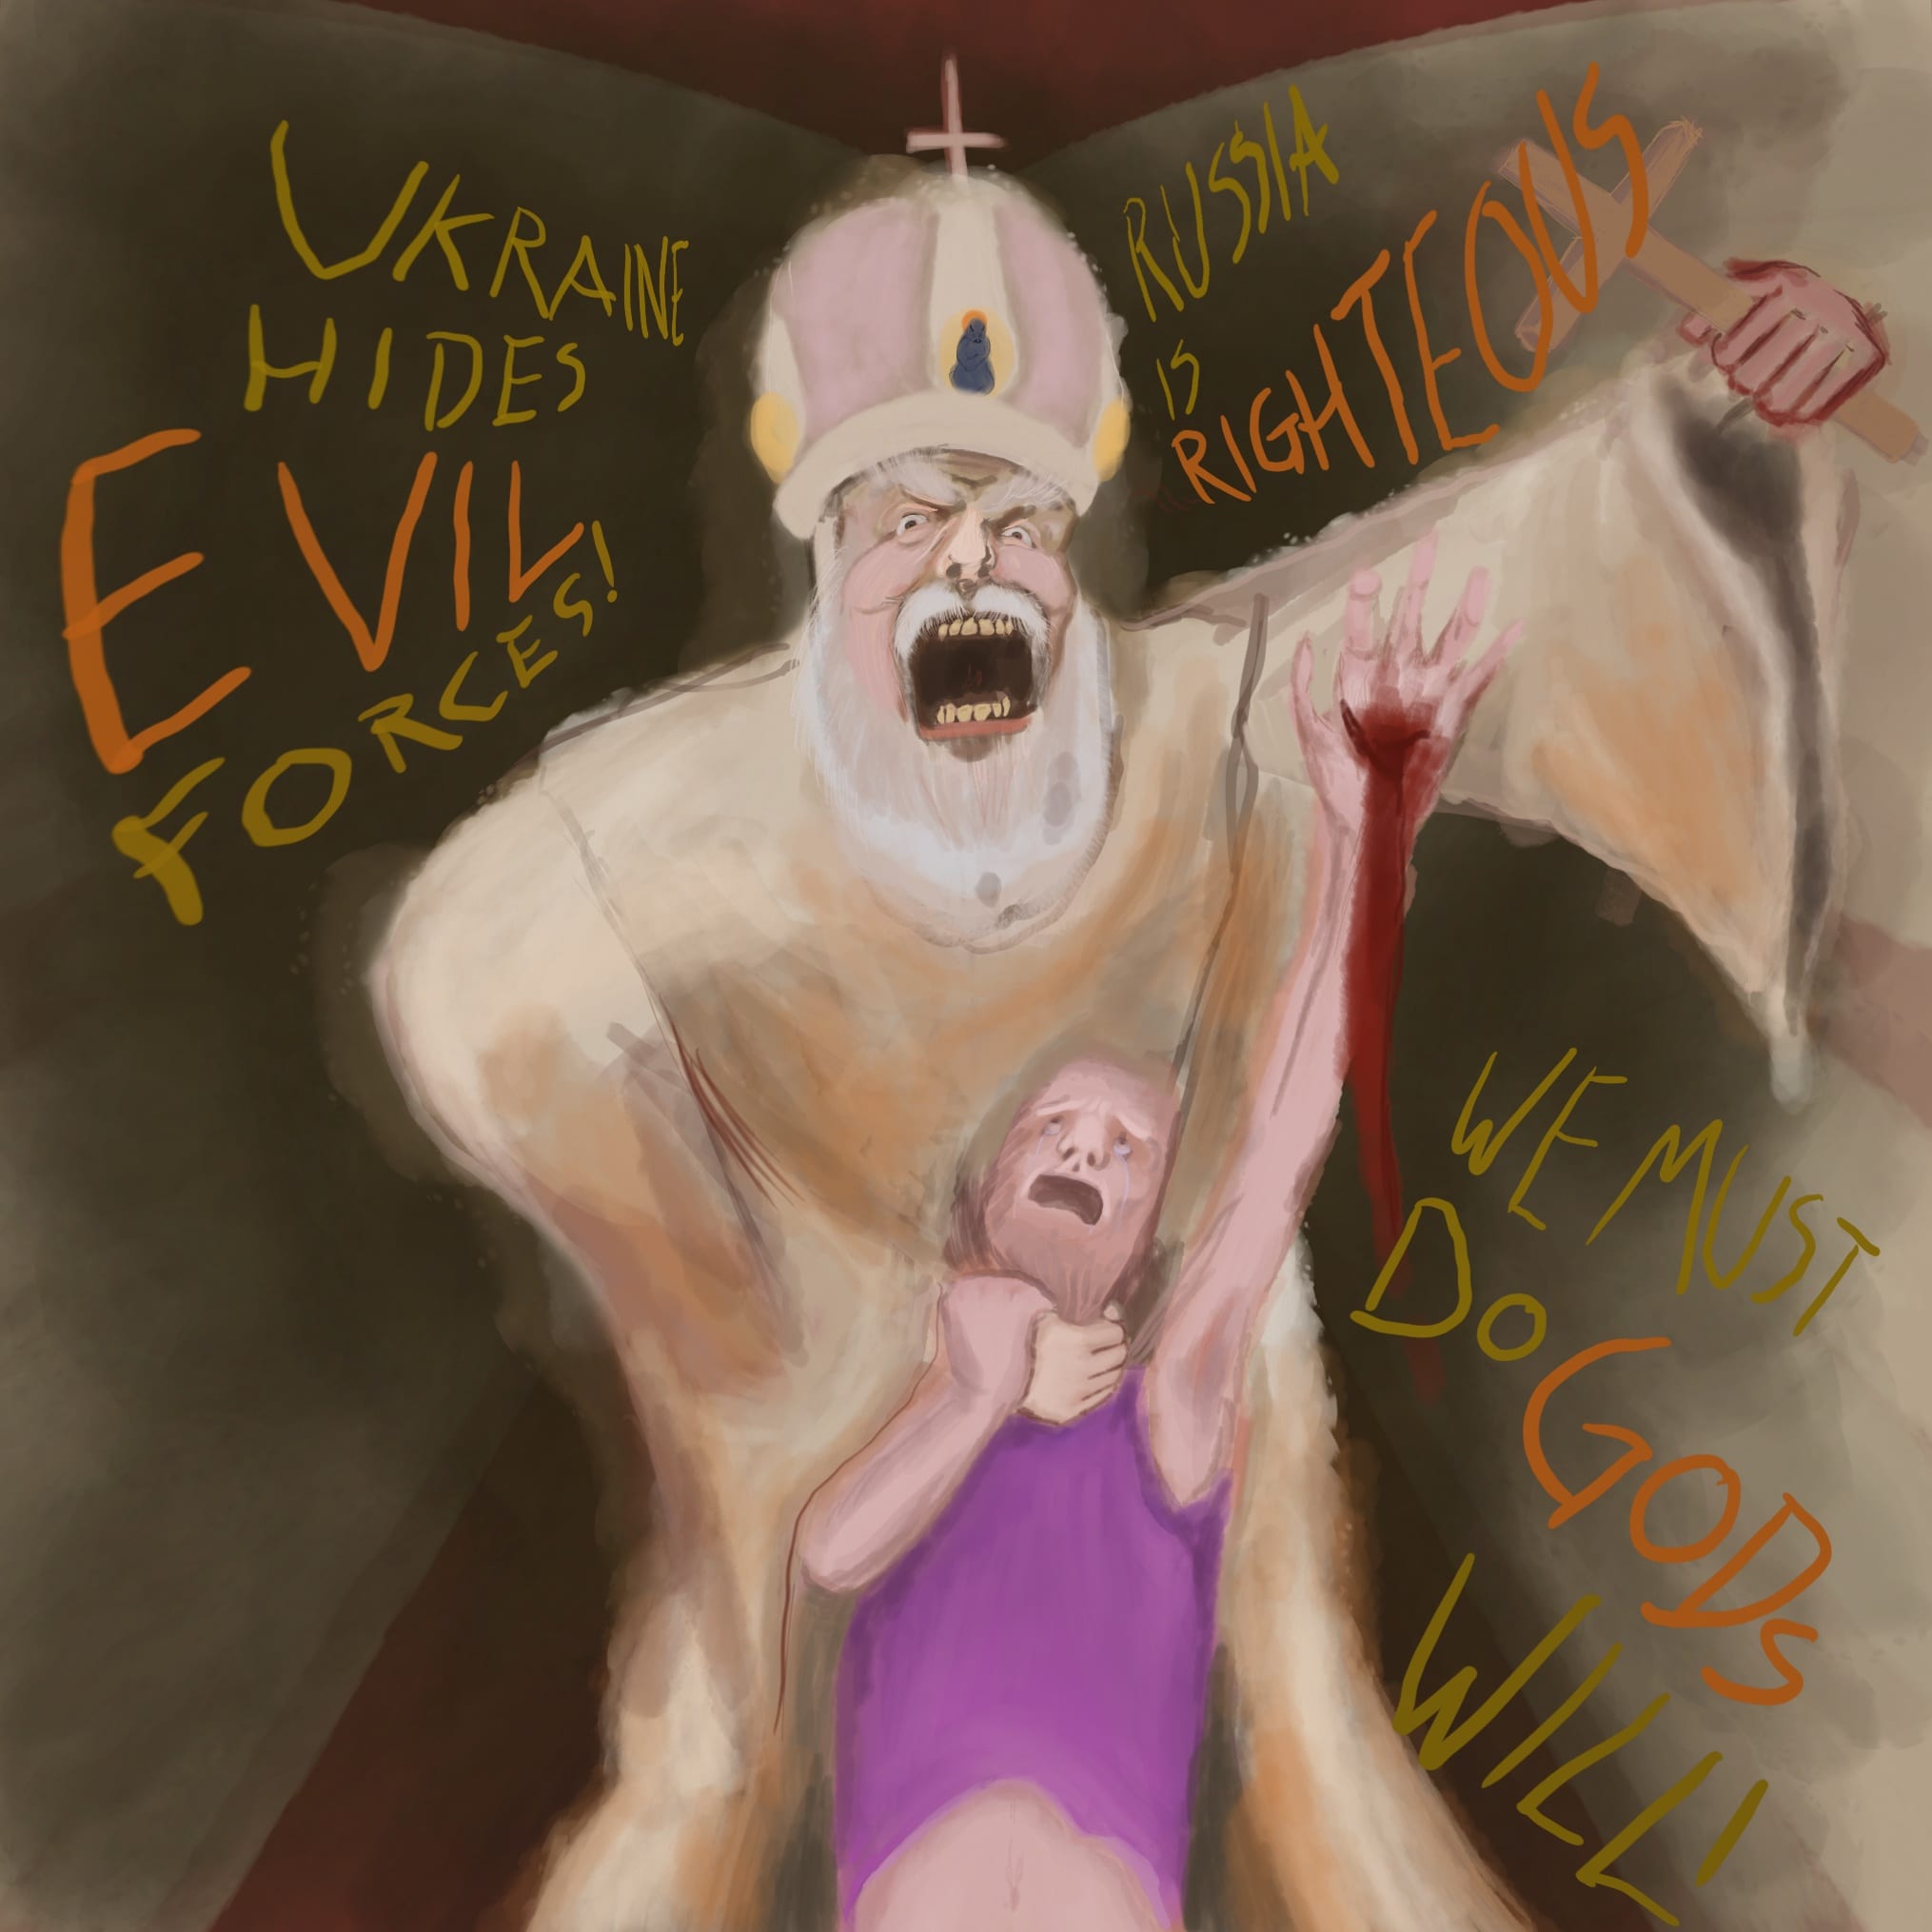 UKRAINE
HIDES
EVIL
FORCES!
RUSSIA
IS
RIGHTEOUS
WE MUST
DO GODS
WILL!